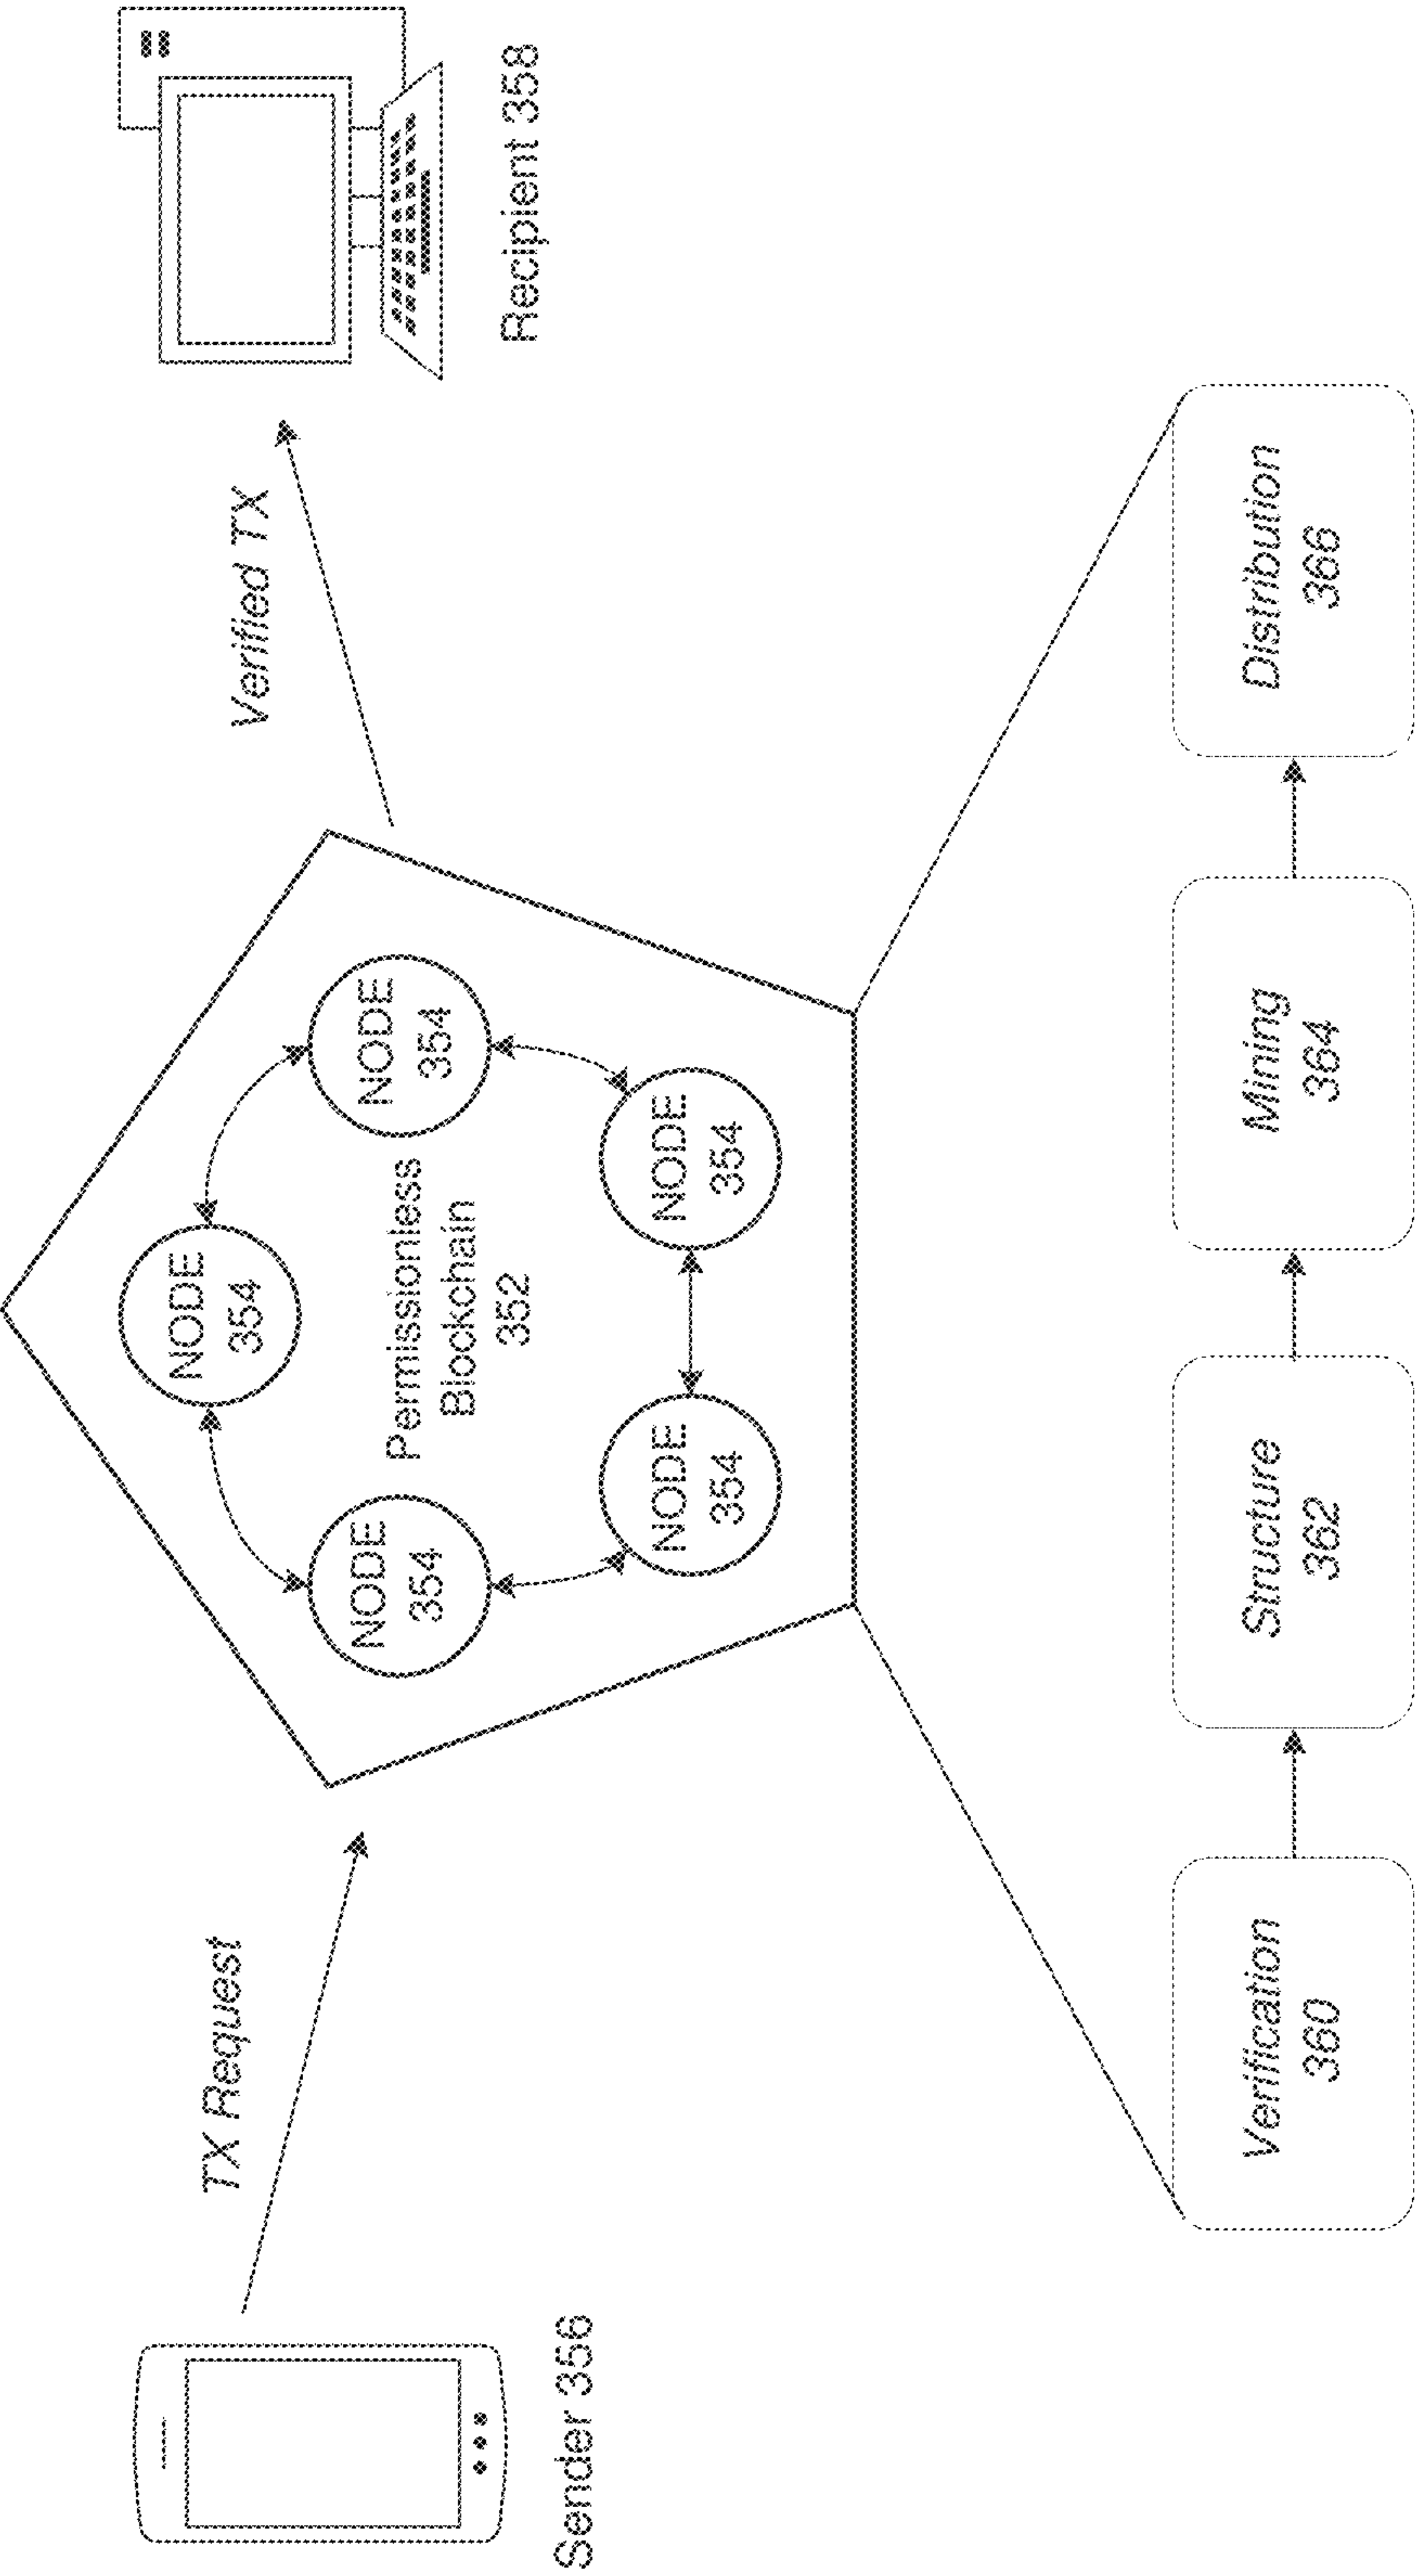 TX Request
Verified TX
Sender 356
Recipient 358
NODE
354
NODE
354
NODE
354
Permissionless
Blockchain
352
NODE
354
NODE
354
Verification
360
Structure
362
Mining
364
Distribution
366